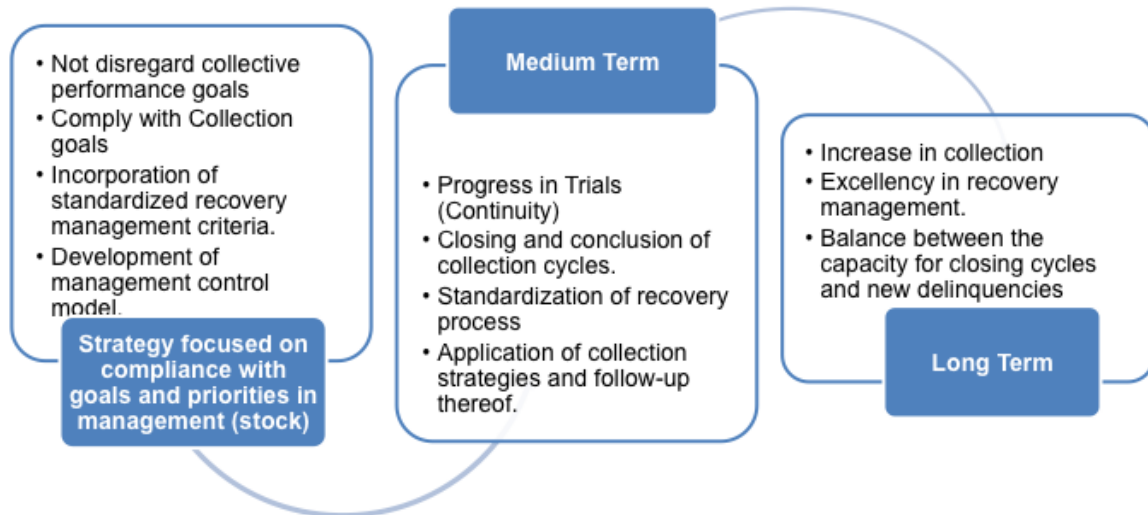 • Not disregard collective
performance goals
• Comply with Collection
goals
• Incorporation of
standardized recovery
management criteria.
• Development of
management control
model.
Strategy focused on
compliance with
goals and priorities in
management (stock)
Medium Term
• Progress in Trials
(Continuity)
• Closing and conclusion of
collection cycles.
• Standardization of recovery
process
• Application of collection
strategies and follow-up
thereof.
• Increase in collection
• Excellency in recovery
management.
• Balance between the
capacity for closing cycles
and new delinquencies
Long Term